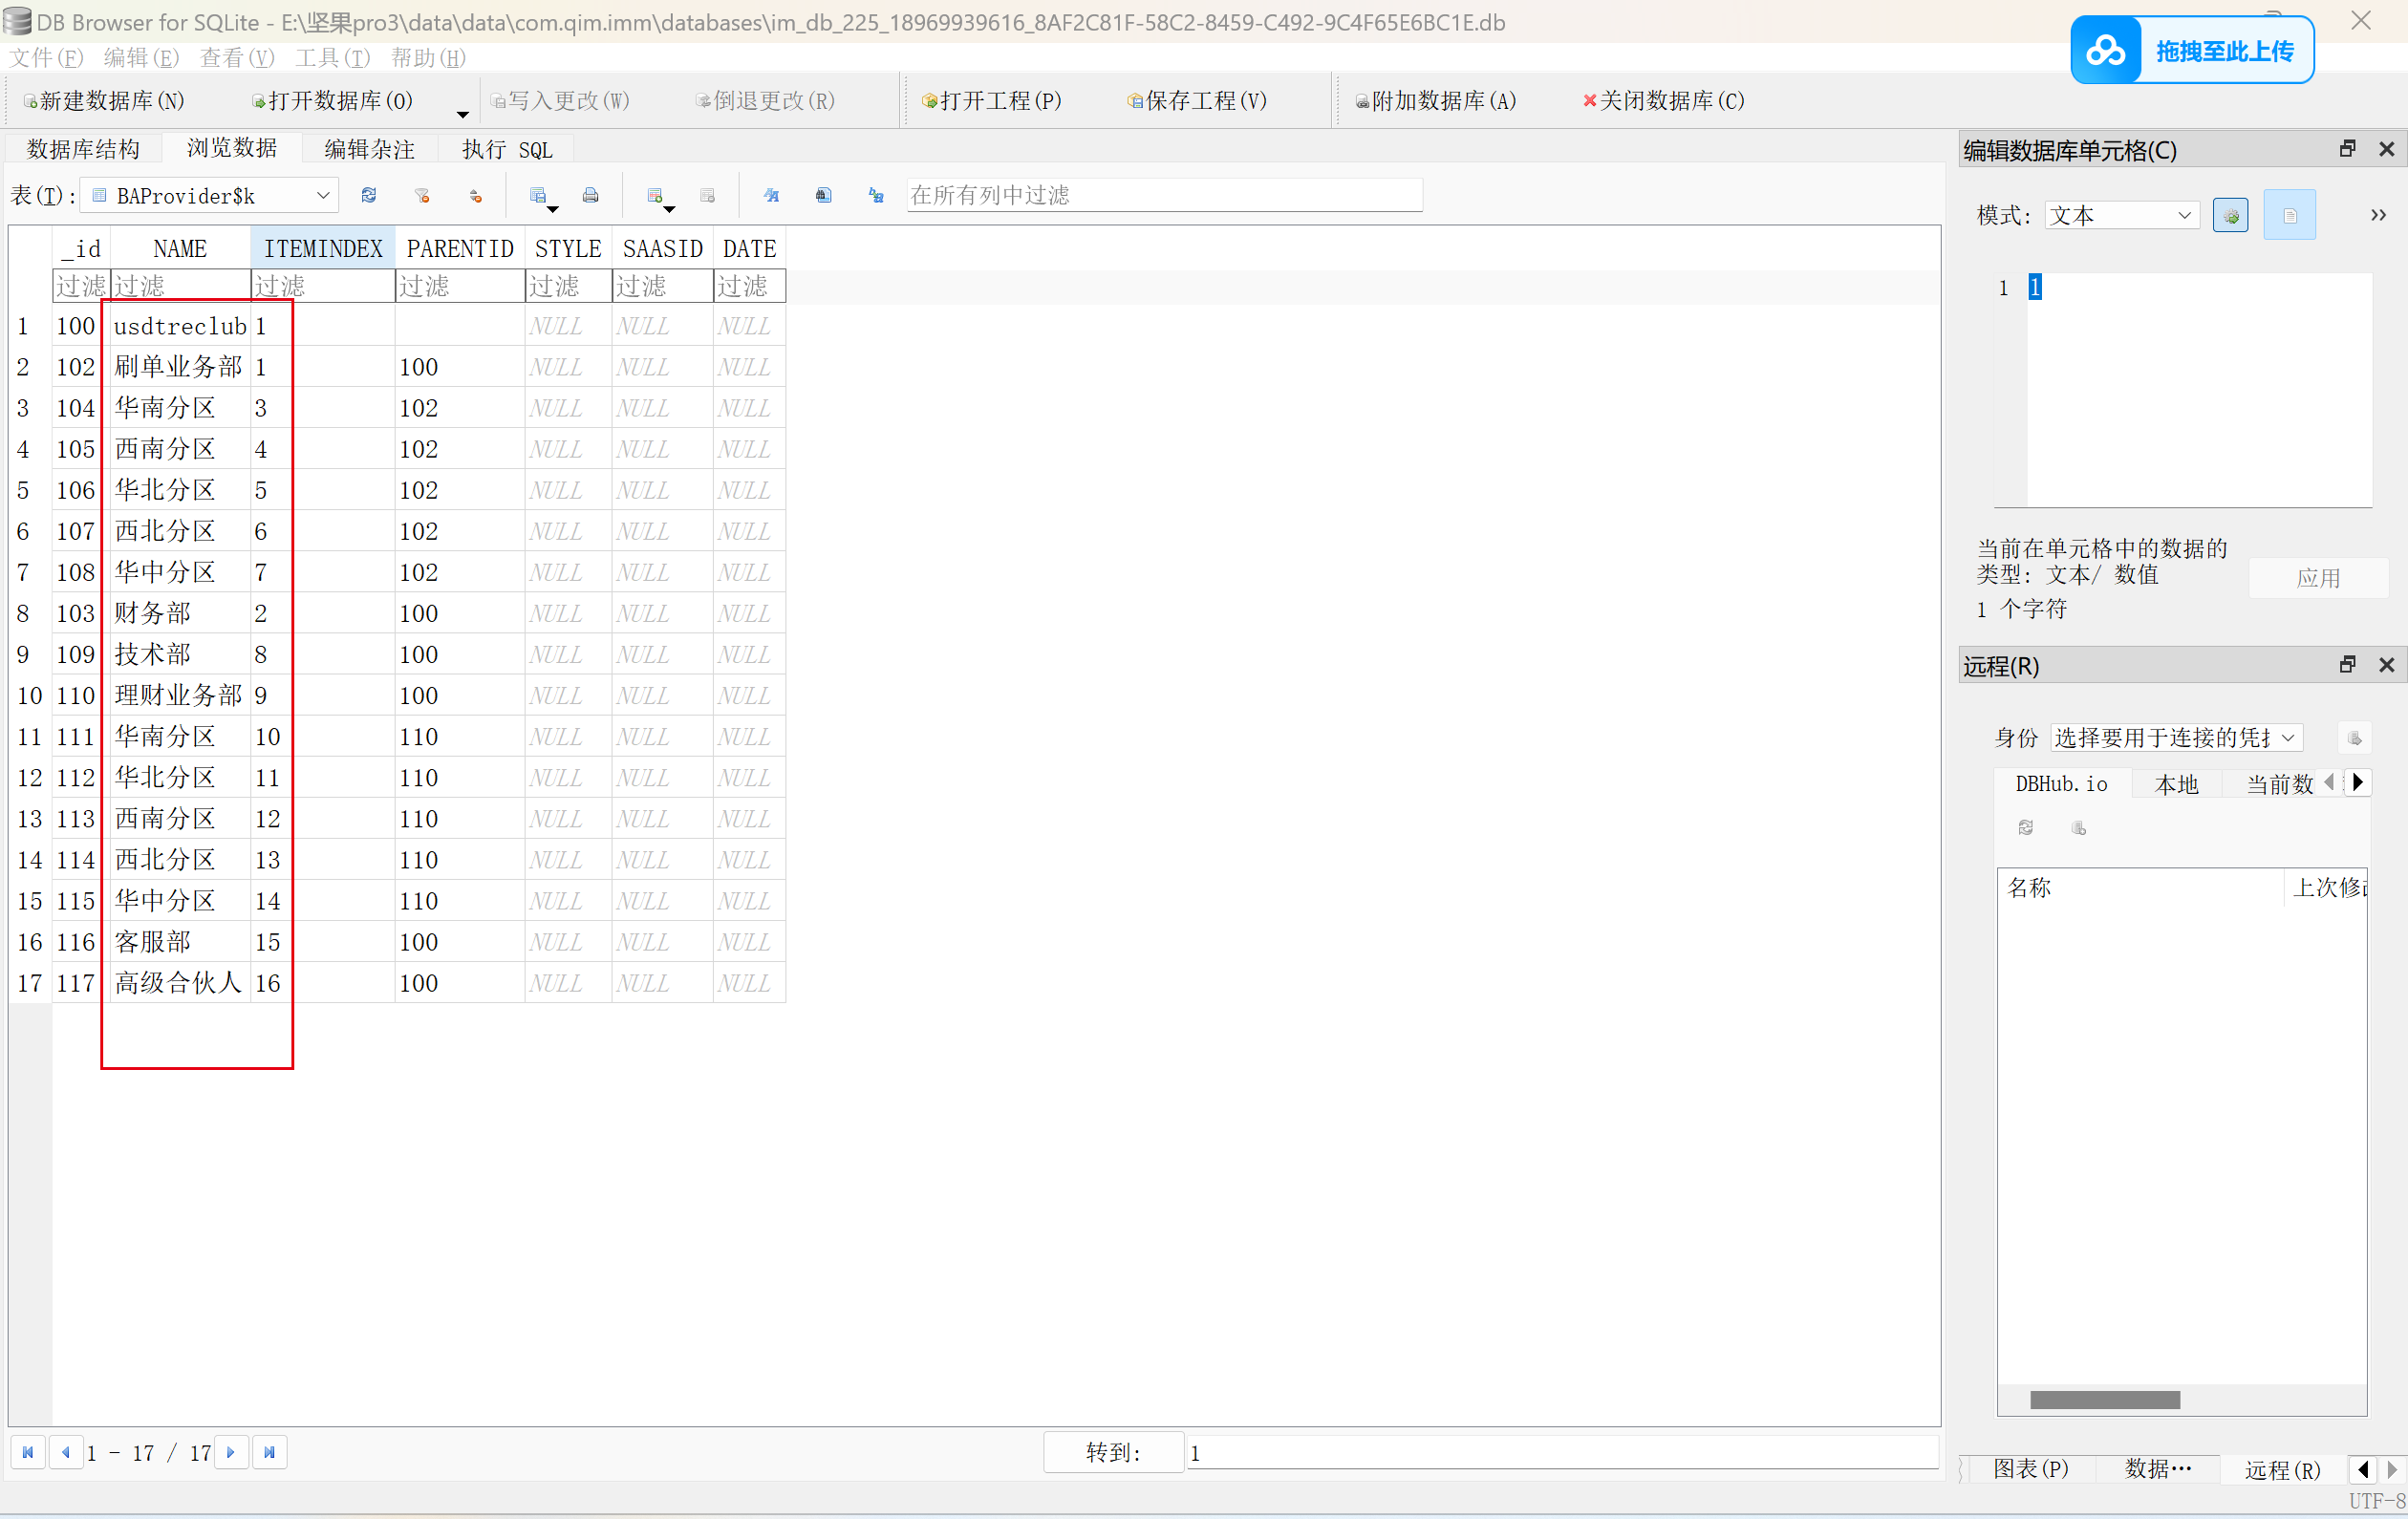 DB Browser for SQLite - E:\坚果pro3\data\data\com.qim.imm\databases\im_db_225_18969939616_8AF2C81F-58C2-8459-C492-9C4F65E6BC1E.db
文件(F) 编辑(E) 查看(V) 工具(T) 帮助(H)
拖拽至此上传
新建数据库(N) 打开数据库(O) 写入更改(W) 倒退更改(R) 打开工程(P) 保存工程(V) 附加数据库(A) 关闭数据库(C)
数据库结构 浏览数据 编辑杂注 执行 SQL
表(T): BAProvider$k 在所有列中过滤
_id NAME ITEMINDEX PARENTID STYLE SAASID DATE
过滤 过滤 过滤 过滤 过滤 过滤 过滤
1 100 usdtreclub 1 NULL NULL NULL
2 102 刷单业务部 1 100 NULL NULL NULL
3 104 华南分区 3 102 NULL NULL NULL
4 105 西南分区 4 102 NULL NULL NULL
5 106 华北分区 5 102 NULL NULL NULL
6 107 西北分区 6 102 NULL NULL NULL
7 108 华中分区 7 102 NULL NULL NULL
8 103 财务部 2 100 NULL NULL NULL
9 109 技术部 8 100 NULL NULL NULL
10 110 理财业务部 9 100 NULL NULL NULL
11 111 华南分区 10 110 NULL NULL NULL
12 112 华北分区 11 110 NULL NULL NULL
13 113 西南分区 12 110 NULL NULL NULL
14 114 西北分区 13 110 NULL NULL NULL
15 115 华中分区 14 110 NULL NULL NULL
16 116 客服部 15 100 NULL NULL NULL
17 117 高级合伙人 16 100 NULL NULL NULL
1 - 17 / 17 转到: 1
编辑数据库单元格(C)
模式: 文本 »
1 1
当前在单元格中的数据的
类型: 文本/ 数值
1 个字符
应用
远程(R)
身份 选择要用于连接的凭
DBHub.io 本地 当前数
名称 上次修
图表(P) 数据… 远程(R)
UTF-8